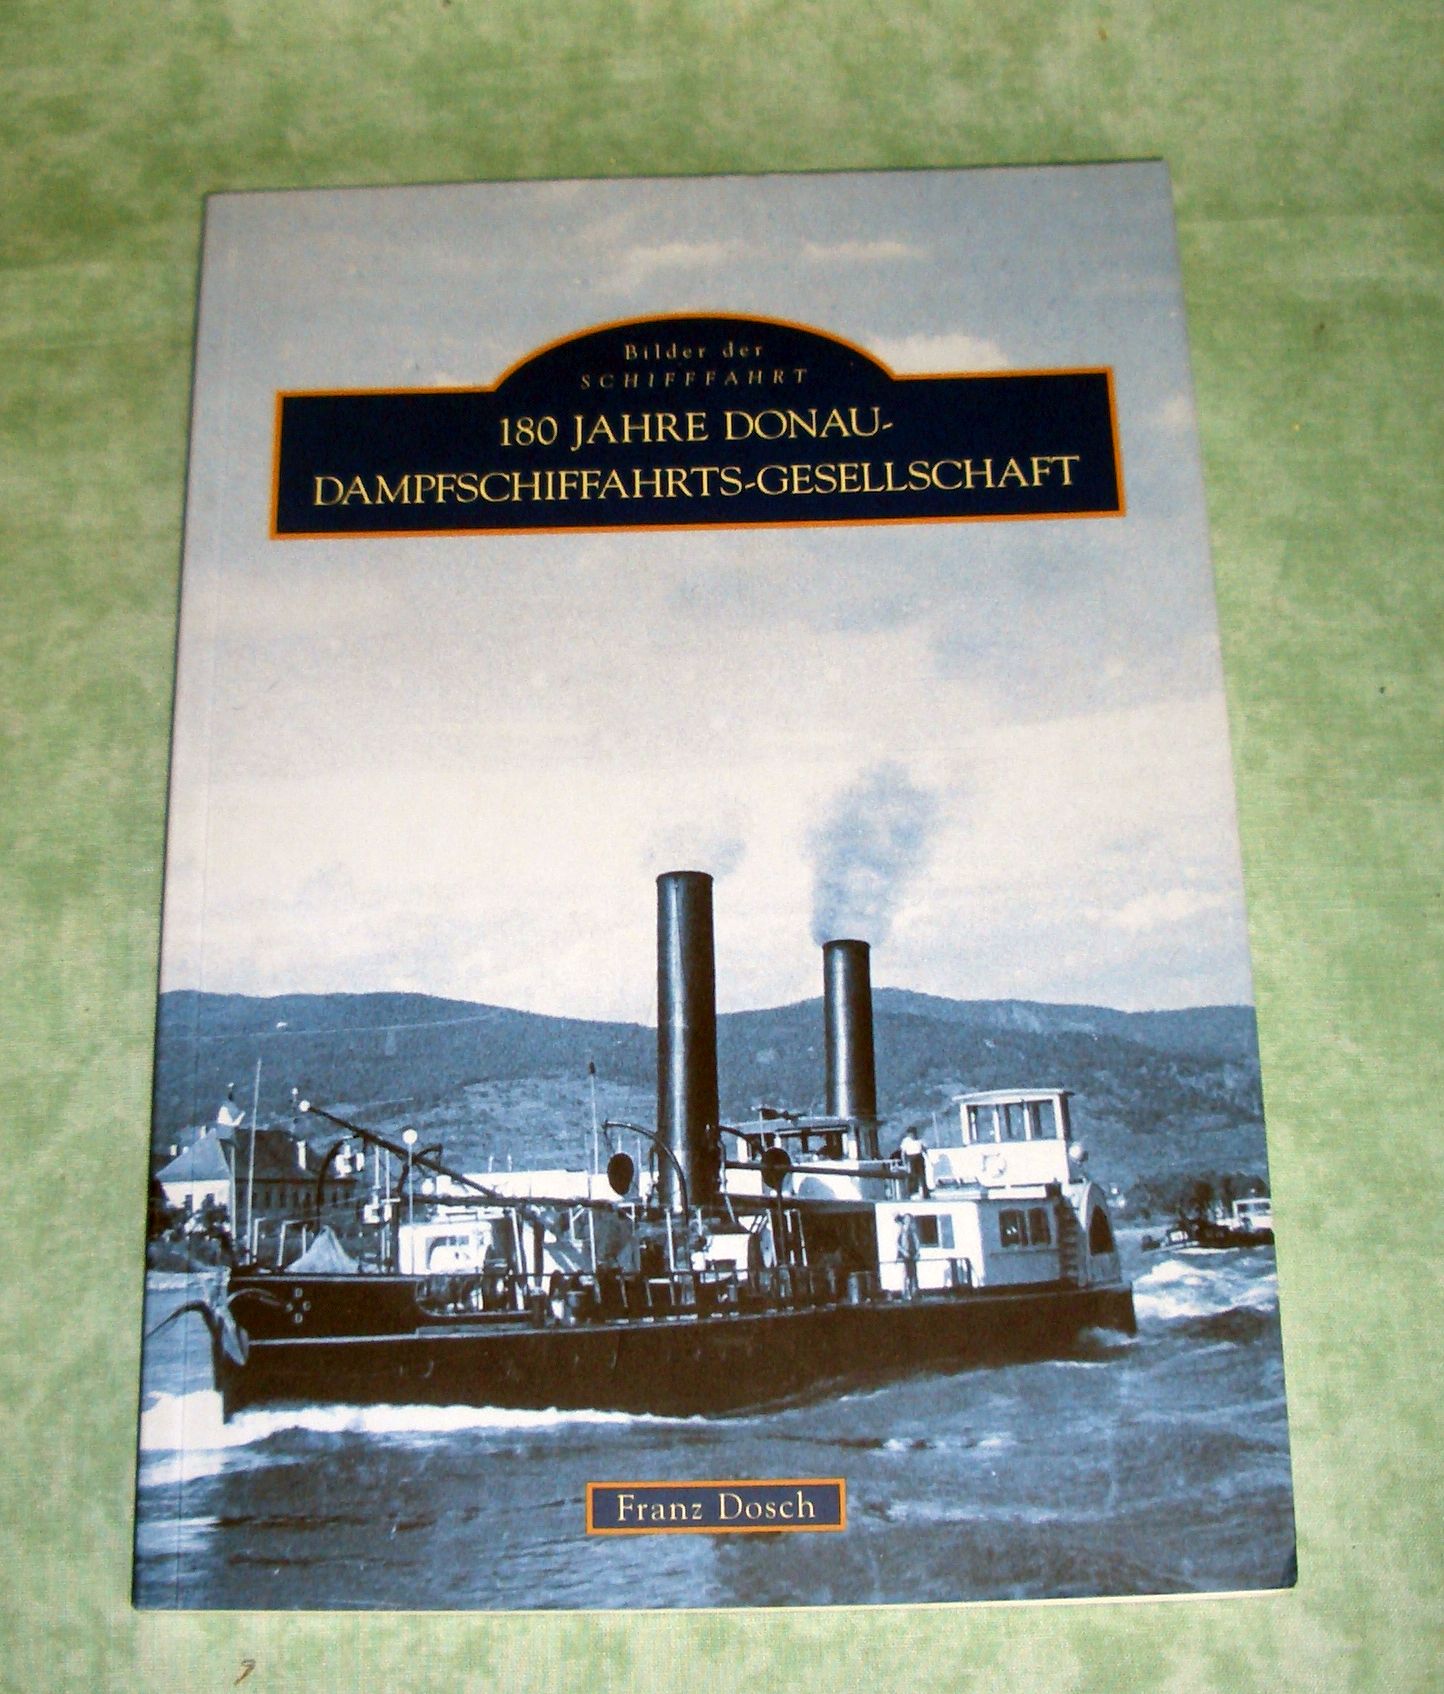 Bilder der
SCHIFFFAHRT
180 JAHRE DONAU-
DAMPFSCHIFFAHRTS-GESELLSCHAFT
D
S G
D
Franz Dosch